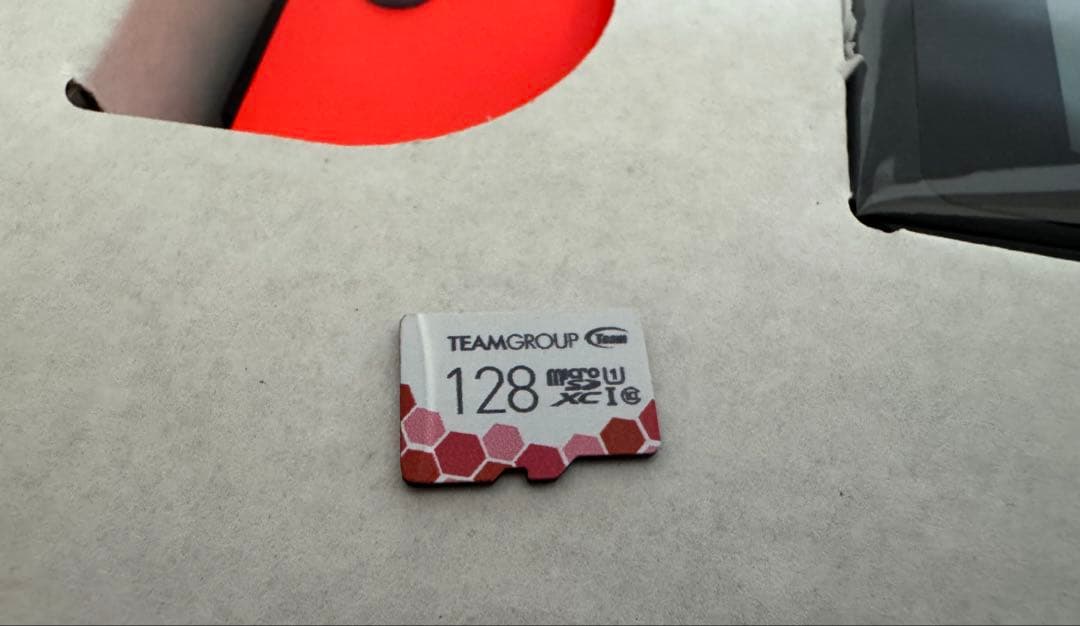 TEAMGROUP Team
128 micro SD XC U1 I 10